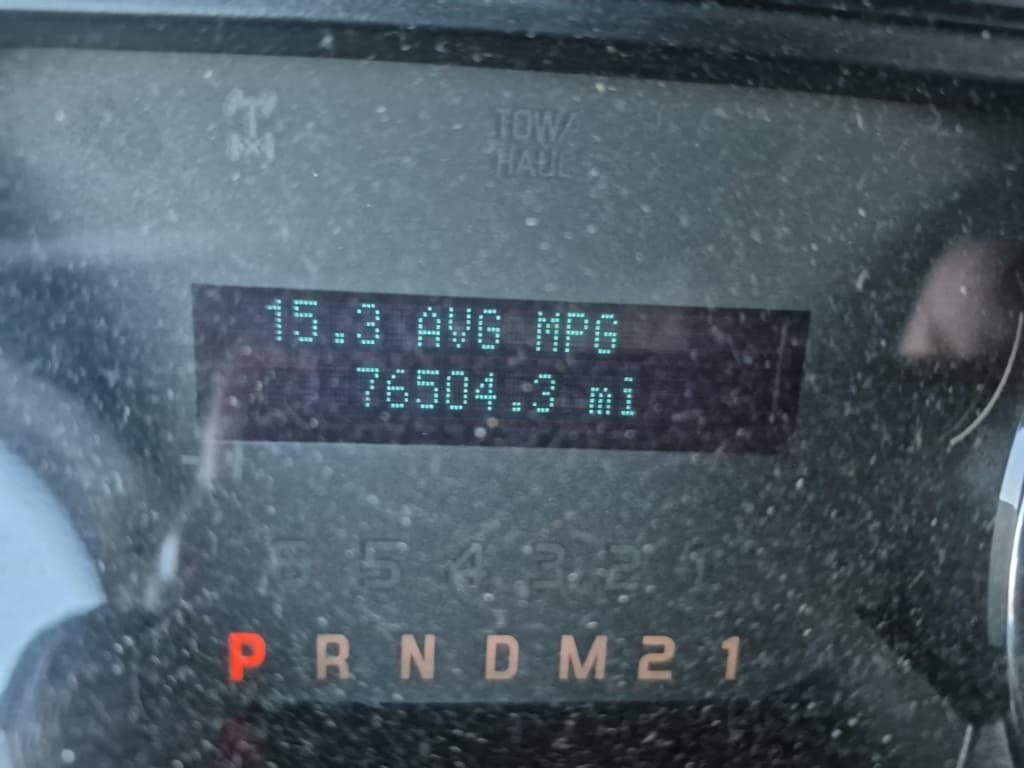 TOW/
HAUL
15.3 AVG MPG
76504.3 mi
6 5 4 3 2 1
P R N D M 2 1